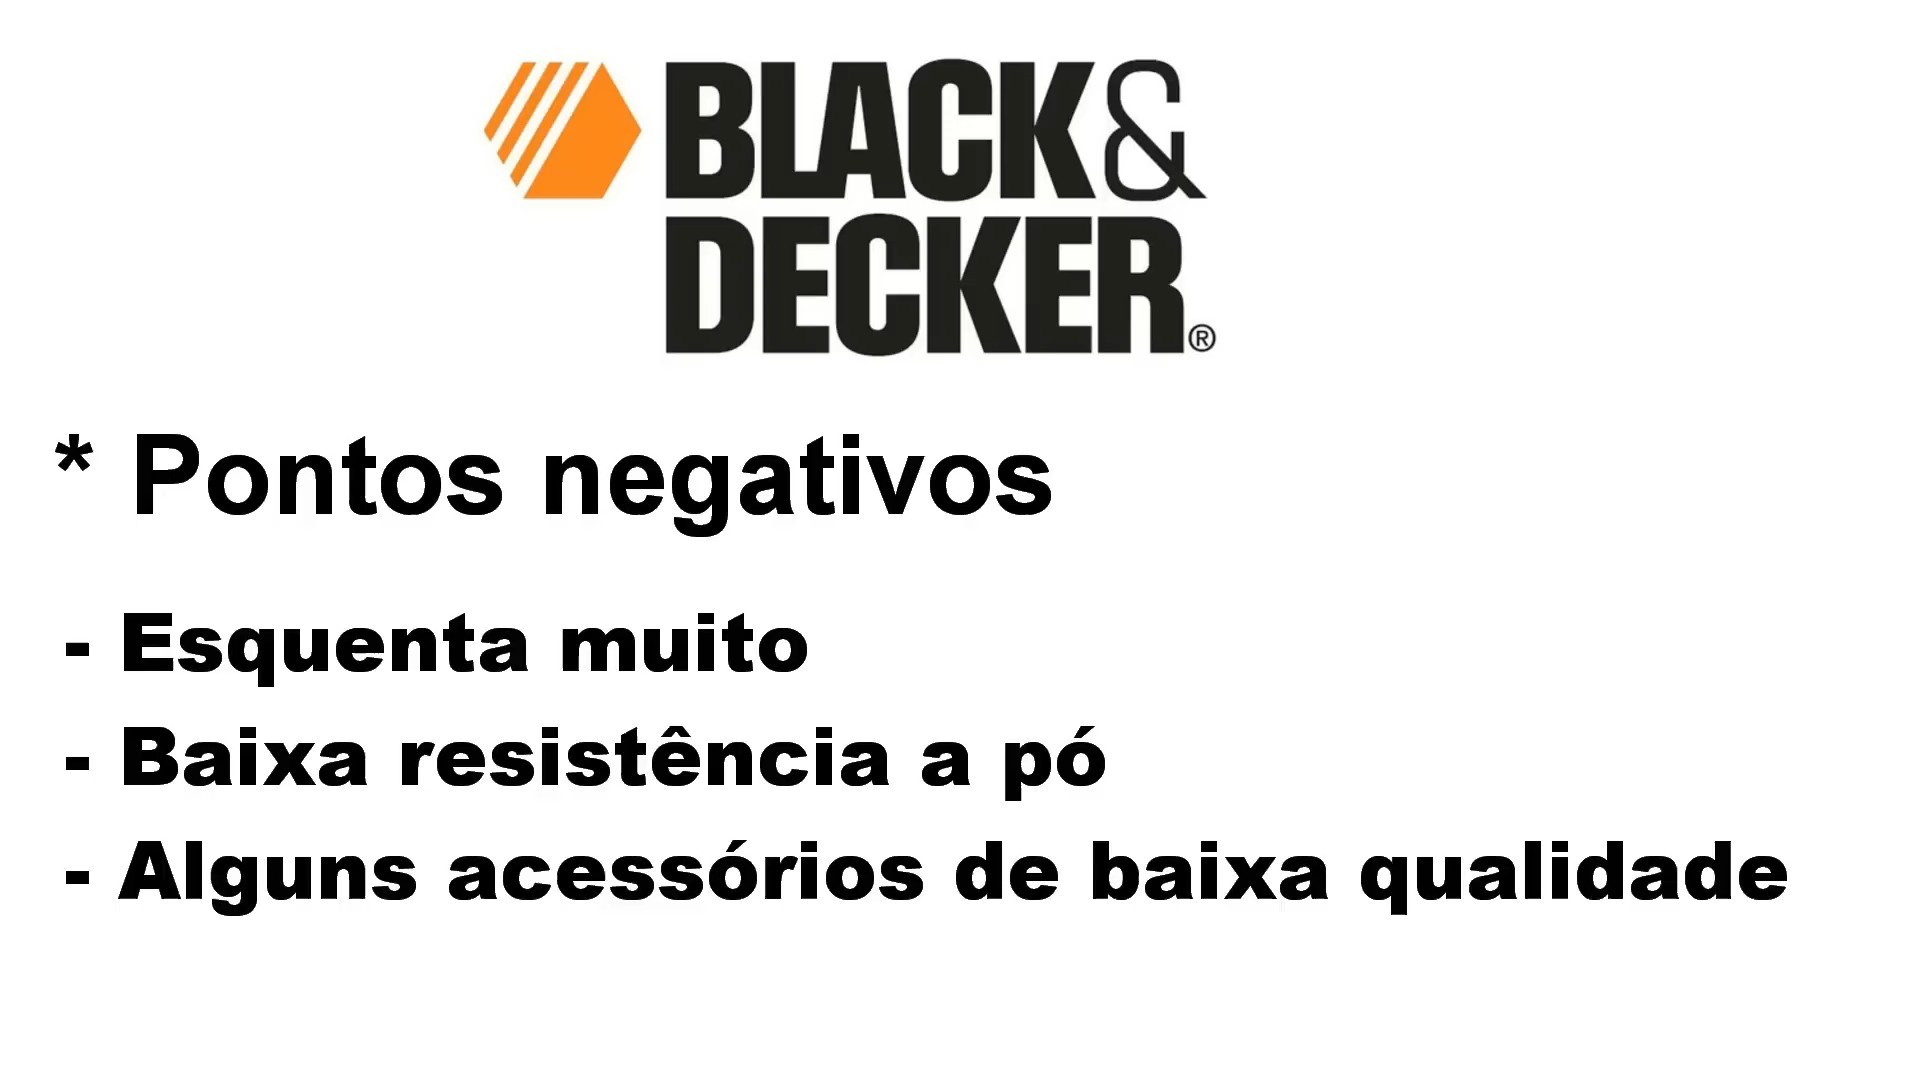 BLACK&
DECKER®
* Pontos negativos
- Esquenta muito
- Baixa resistência a pó
- Alguns acessórios de baixa qualidade